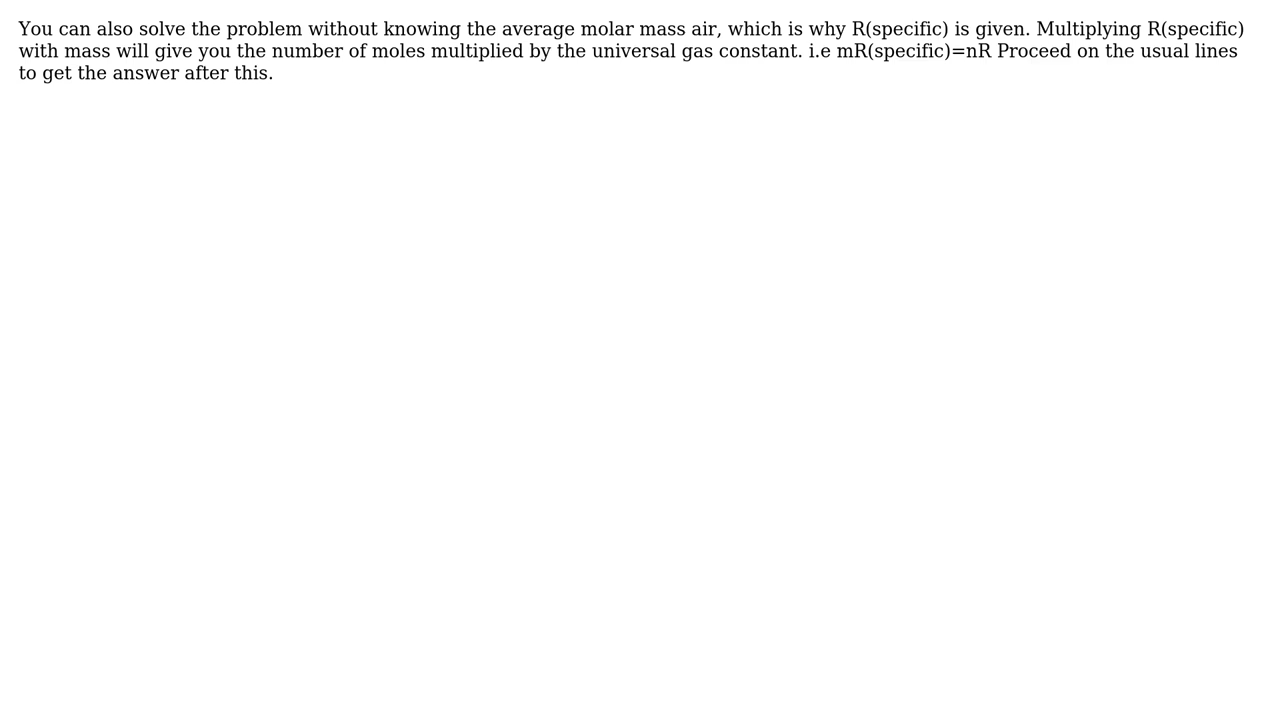 You can also solve the problem without knowing the average molar mass air, which is why R(specific) is given. Multiplying R(specific)
with mass will give you the number of moles multiplied by the universal gas constant. i.e mR(specific)=nR Proceed on the usual lines
to get the answer after this.